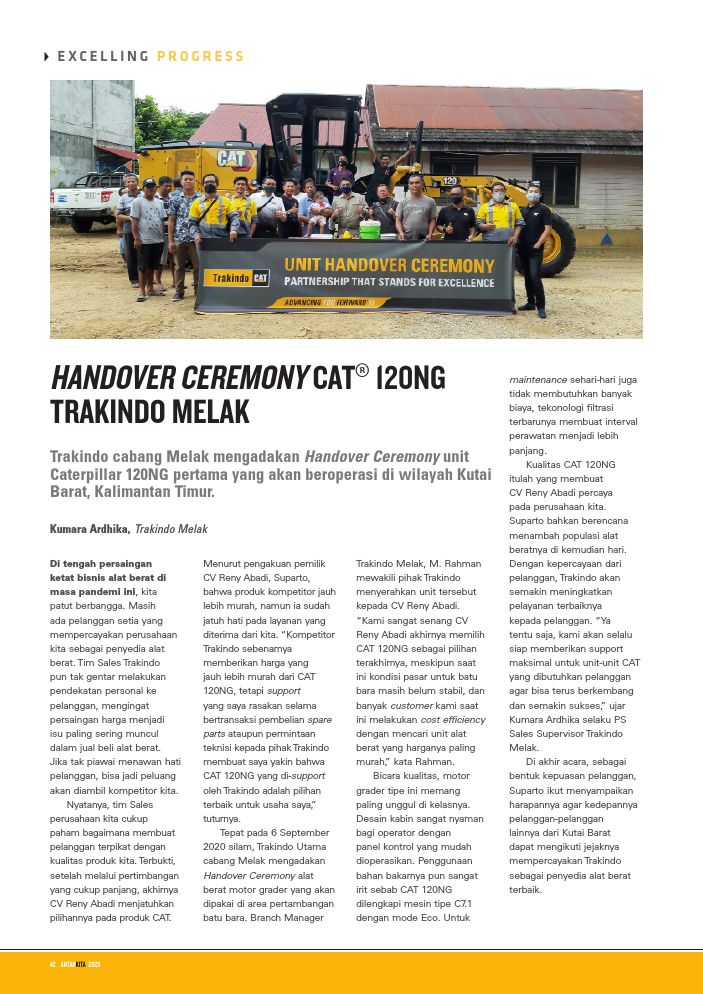 EXCELLING PROGRESS
CAT
120
Trakindo CAT
UNIT HANDOVER CEREMONY
PARTNERSHIP THAT STANDS FOR EXCELLENCE
ADVANCING YOU FORWARD
HANDOVER CEREMONY CAT® 120NG
TRAKINDO MELAK
Trakindo cabang Melak mengadakan Handover Ceremony unit
Caterpillar 120NG pertama yang akan beroperasi di wilayah Kutai
Barat, Kalimantan Timur.
Kumara Ardhika, Trakindo Melak
Di tengah persaingan
ketat bisnis alat berat di
masa pandemi ini, kita
patut berbangga. Masih
ada pelanggan setia yang
mempercayakan perusahaan
kita sebagai penyedia alat
berat. Tim Sales Trakindo
pun tak gentar melakukan
pendekatan personal ke
pelanggan, mengingat
persaingan harga menjadi
isu paling sering muncul
dalam jual beli alat berat.
Jika tak piawai menawan hati
pelanggan, bisa jadi peluang
akan diambil kompetitor kita.
Nyatanya, tim Sales
perusahaan kita cukup
paham bagaimana membuat
pelanggan terpikat dengan
kualitas produk kita. Terbukti,
setelah melalui pertimbangan
yang cukup panjang, akhirnya
CV Reny Abadi menjatuhkan
pilihannya pada produk CAT.
Menurut pengakuan pemilik
CV Reny Abadi, Suparto,
bahwa produk kompetitor jauh
lebih murah, namun ia sudah
jatuh hati pada layanan yang
diterima dari kita. “Kompetitor
Trakindo sebenarnya
memberikan harga yang
jauh lebih murah dari CAT
120NG, tetapi support
yang saya rasakan selama
bertransaksi pembelian spare
parts ataupun permintaan
teknisi kepada pihak Trakindo
membuat saya yakin bahwa
CAT 120NG yang di-support
oleh Trakindo adalah pilihan
terbaik untuk usaha saya,”
tuturnya.
Tepat pada 6 September
2020 silam, Trakindo Utama
cabang Melak mengadakan
Handover Ceremony alat
berat motor grader yang akan
dipakai di area pertambangan
batu bara. Branch Manager
Trakindo Melak, M. Rahman
mewakili pihak Trakindo
menyerahkan unit tersebut
kepada CV Reny Abadi.
“Kami sangat senang CV
Reny Abadi akhirnya memilih
CAT 120NG sebagai pilihan
terakhirnya, meskipun saat
ini kondisi pasar untuk batu
bara masih belum stabil, dan
banyak customer kami saat
ini melakukan cost efficiency
dengan mencari unit alat
berat yang harganya paling
murah,” kata Rahman.
Bicara kualitas, motor
grader tipe ini memang
paling unggul di kelasnya.
Desain kabin sangat nyaman
bagi operator dengan
panel kontrol yang mudah
dioperasikan. Penggunaan
bahan bakarnya pun sangat
irit sebab CAT 120NG
dilengkapi mesin tipe C7.1
dengan mode Eco. Untuk
maintenance sehari-hari juga
tidak membutuhkan banyak
biaya, tekonologi filtrasi
terbarunya membuat interval
perawatan menjadi lebih
panjang.
Kualitas CAT 120NG
itulah yang membuat
CV Reny Abadi percaya
pada perusahaan kita.
Suparto bahkan berencana
menambah populasi alat
beratnya di kemudian hari.
Dengan kepercayaan dari
pelanggan, Trakindo akan
semakin meningkatkan
pelayanan terbaiknya
kepada pelanggan. “Ya
tentu saja, kami akan selalu
siap memberikan support
maksimal untuk unit-unit CAT
yang dibutuhkan pelanggan
agar bisa terus berkembang
dan semakin sukses,” ujar
Kumara Ardhika selaku PS
Sales Supervisor Trakindo
Melak.
Di akhir acara, sebagai
bentuk kepuasan pelanggan,
Suparto ikut menyampaikan
harapannya agar kedepannya
pelanggan-pelanggan
lainnya dari Kutai Barat
dapat mengikuti jejaknya
mempercayakan Trakindo
sebagai penyedia alat berat
terbaik.
42 ANTARKITA 2020